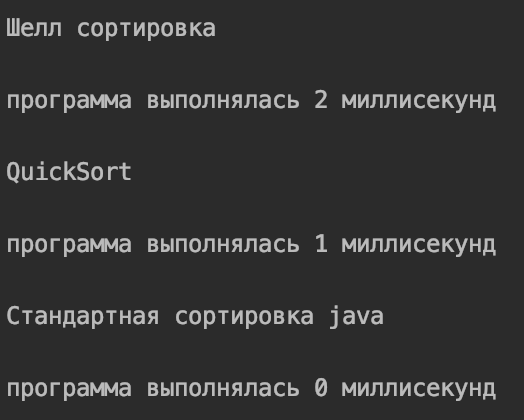 Шелл сортировка
программа выполнялась 2 миллисекунд
QuickSort
программа выполнялась 1 миллисекунд
Стандартная сортировка java
программа выполнялась 0 миллисекунд